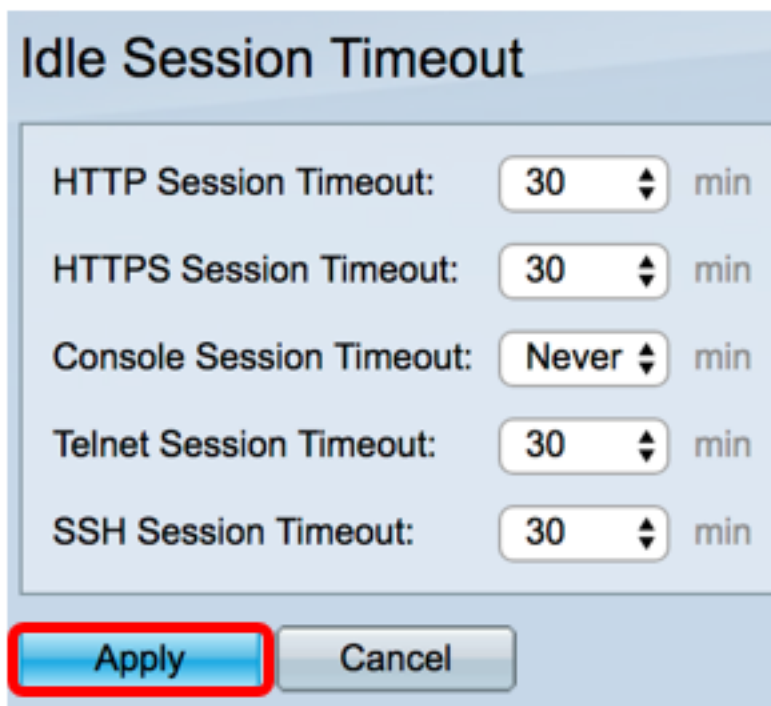 Idle Session Timeout
HTTP Session Timeout: 30 min
HTTPS Session Timeout: 30 min
Console Session Timeout: Never min
Telnet Session Timeout: 30 min
SSH Session Timeout: 30 min
Apply Cancel